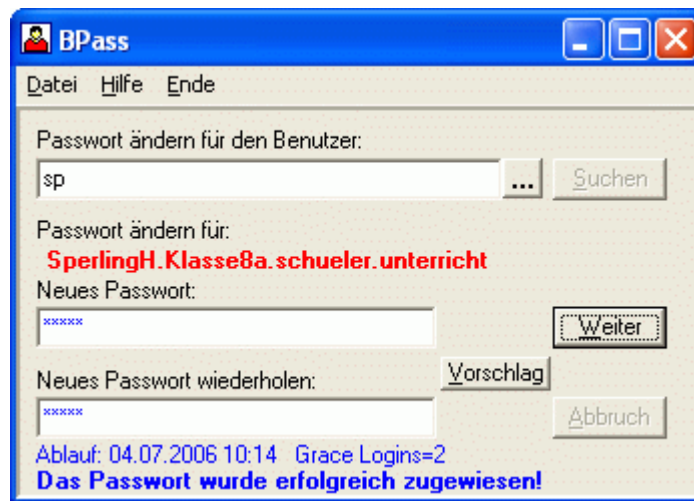 BPass
Datei Hilfe Ende
Passwort ändern für den Benutzer:
sp ... Suchen
Passwort ändern für:
SperlingH.Klasse8a.schueler.unterricht
Neues Passwort:
***** Weiter
Vorschlag
Neues Passwort wiederholen:
***** Abbruch
Ablauf: 04.07.2006 10:14 Grace Logins=2
Das Passwort wurde erfolgreich zugewiesen!